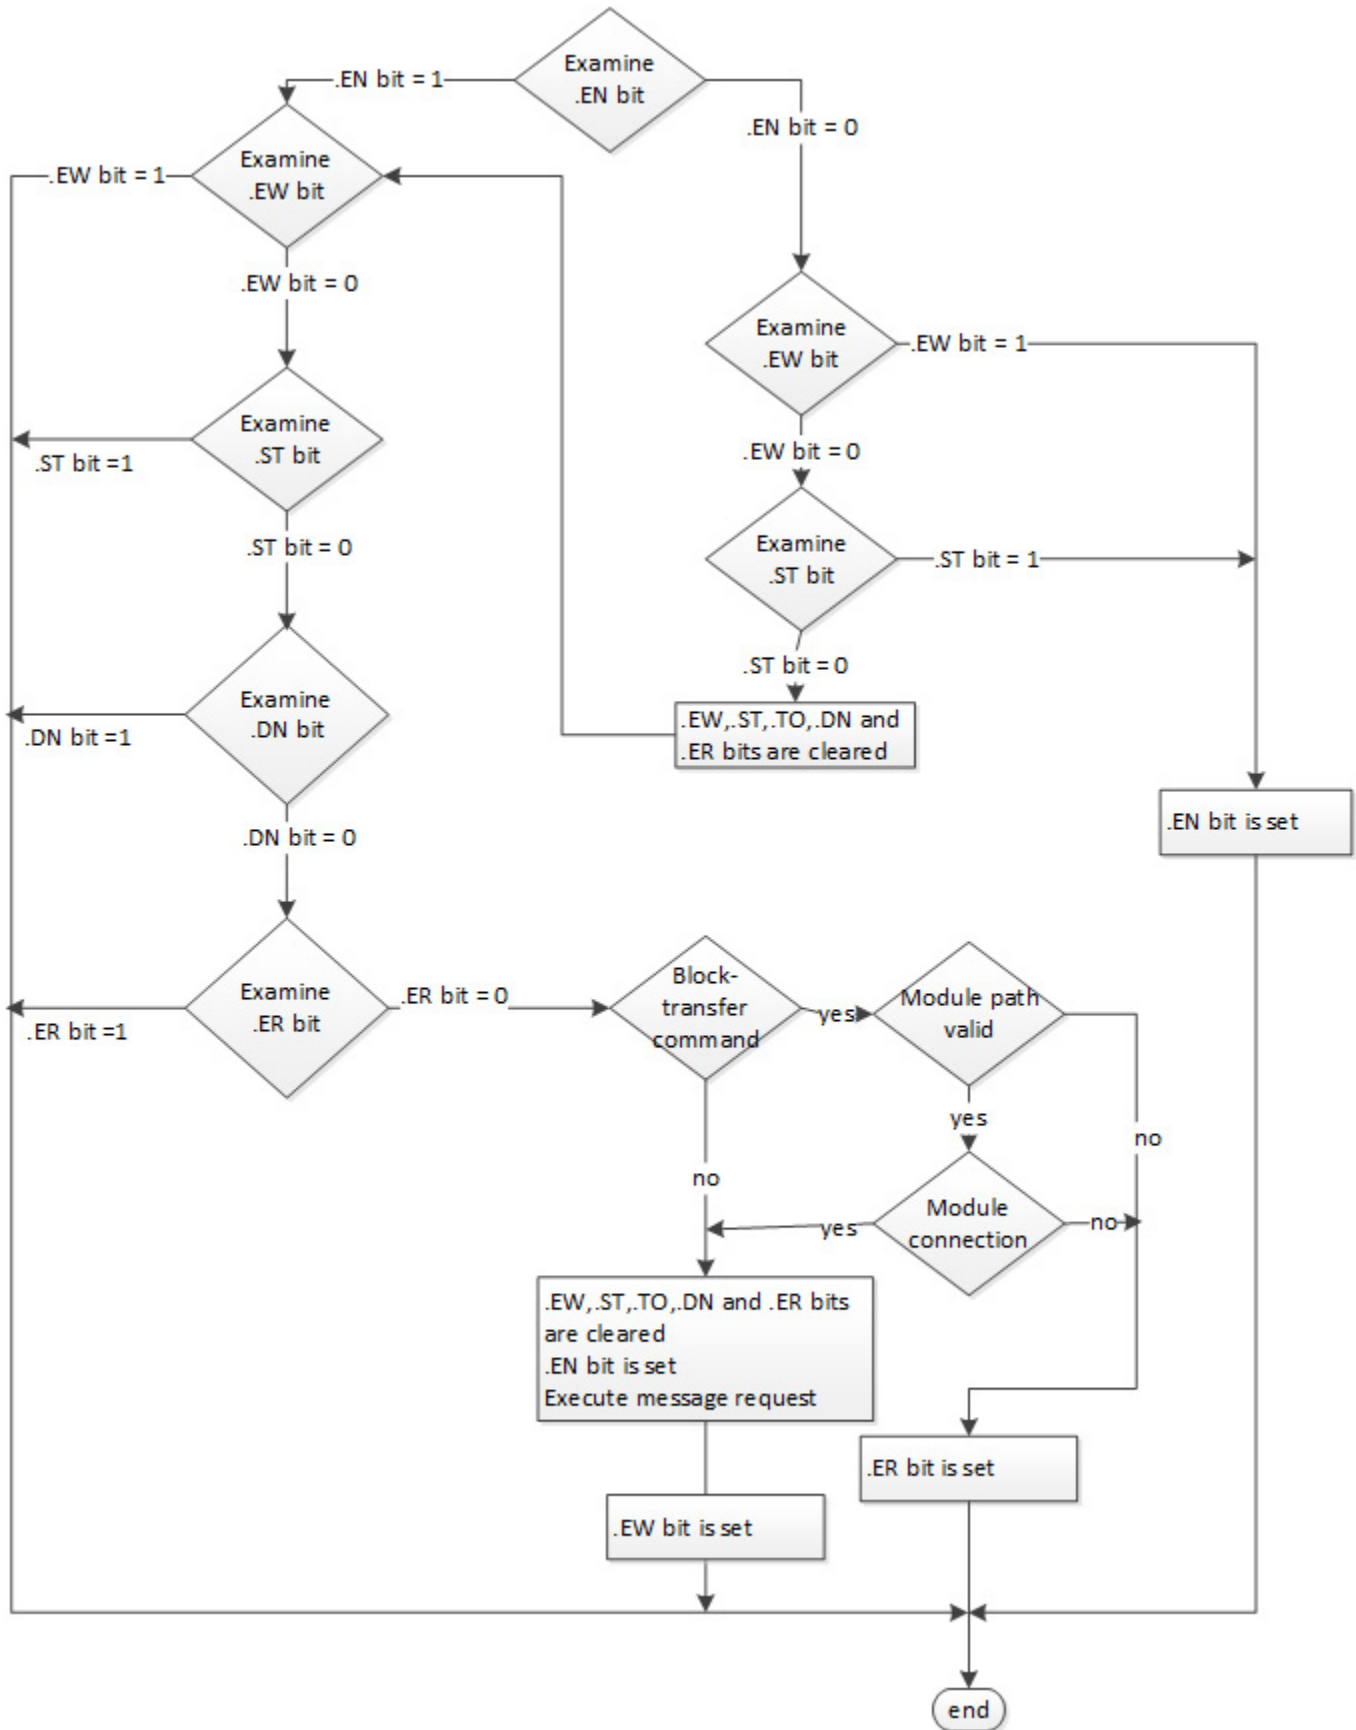 Examine
.EN bit
.EN bit = 1
.EN bit = 0
Examine
.EW bit
.EW bit = 1
.EW bit = 0
Examine
.EW bit
.EW bit = 1
.EW bit = 0
Examine
.ST bit
.ST bit =1
.ST bit = 0
Examine
.ST bit
.ST bit = 1
.ST bit = 0
.EW,.ST,.TO,.DN and
.ER bits are cleared
Examine
.DN bit
.DN bit =1
.DN bit = 0
.EN bit is set
Examine
.ER bit
.ER bit =1
.ER bit = 0
Block-
transfer
command
yes
Module path
valid
yes
no
no
Module
connection
yes
no
.EW,.ST,.TO,.DN and .ER bits
are cleared
.EN bit is set
Execute message request
.ER bit is set
.EW bit is set
end